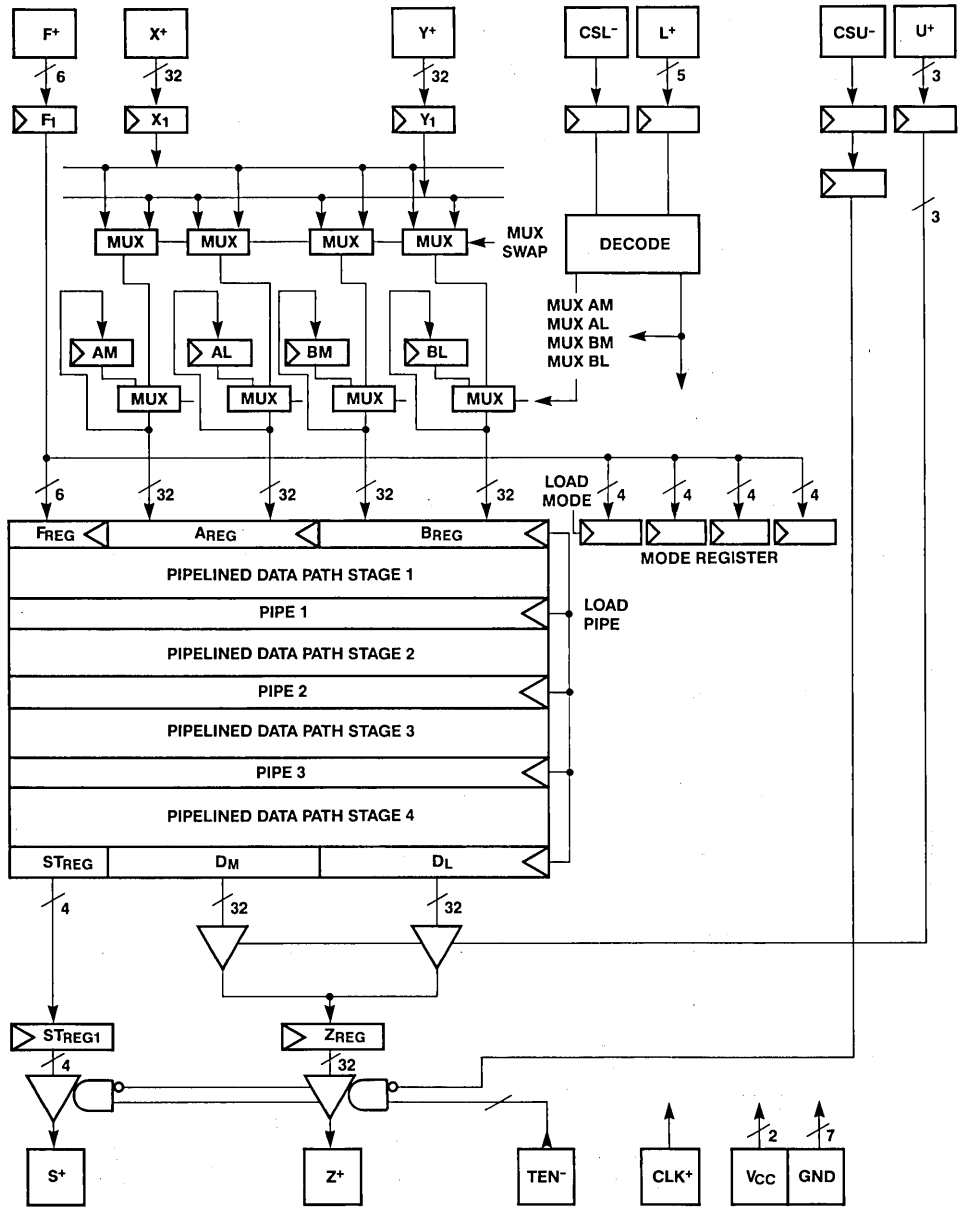 F+ X+ Y+ CSL- L+ CSU- U+
6 32 32 5 3
F1 X1 Y1
3
MUX MUX MUX MUX
MUX
SWAP
DECODE
MUX AM
MUX AL
MUX BM
MUX BL
AM AL BM BL
MUX MUX MUX MUX
6 32 32 32 32
LOAD
MODE
4 4 4 4
FREG AREG BREG
MODE REGISTER
PIPELINED DATA PATH STAGE 1
PIPE 1
LOAD
PIPE
PIPELINED DATA PATH STAGE 2
PIPE 2
PIPELINED DATA PATH STAGE 3
PIPE 3
PIPELINED DATA PATH STAGE 4
STREG DM DL
4 32 32
STREG1 ZREG
4 32
2 7
S+ Z+ TEN- CLK+ VCC GND